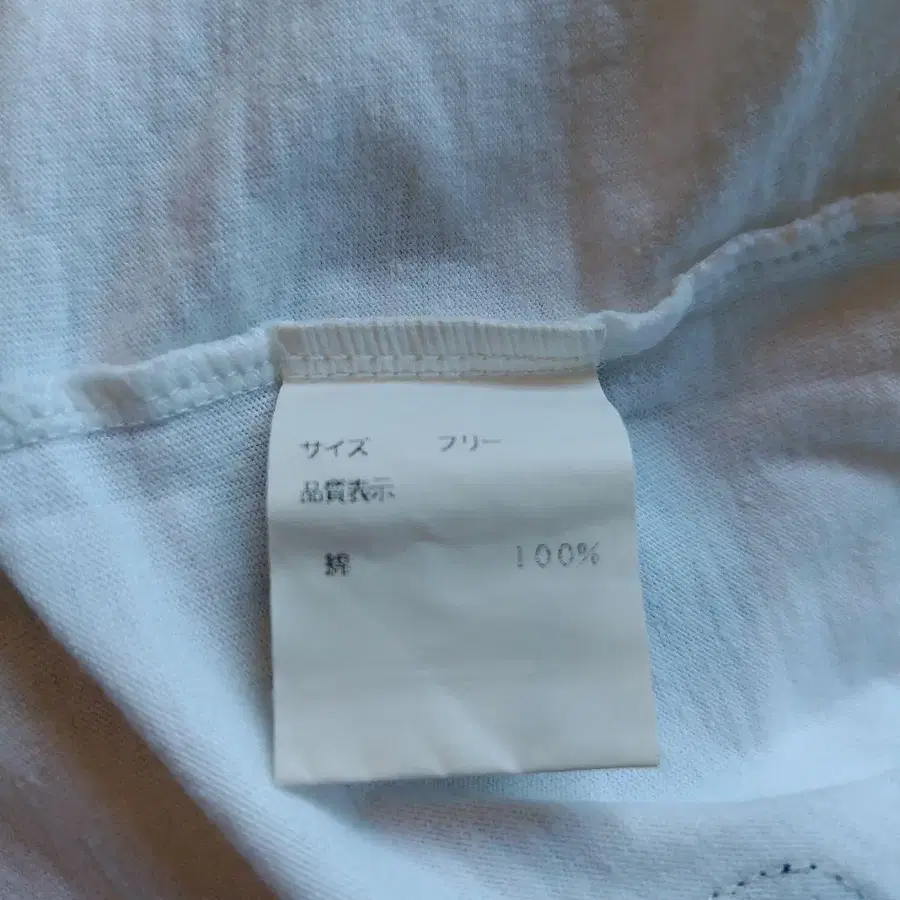 サイズ フリー
品質表示
綿 100%